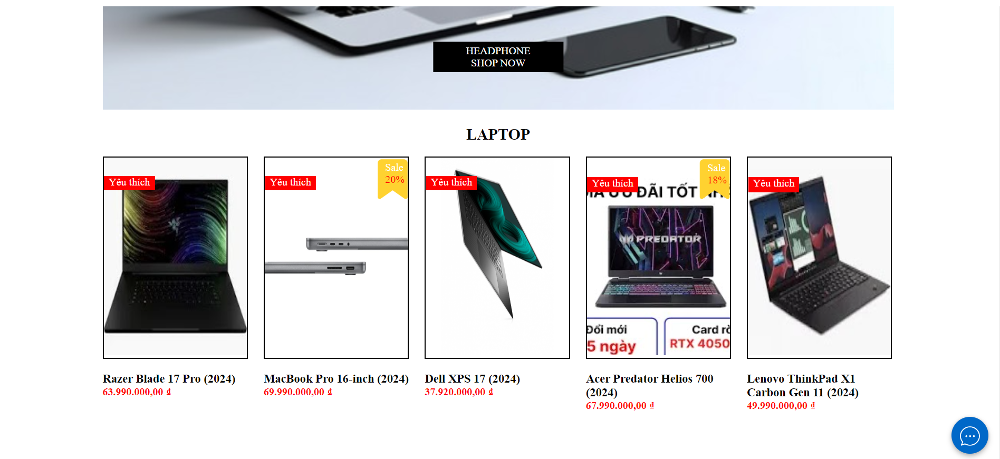 HEADPHONE
SHOP NOW
LAPTOP
Yêu thích
Sale
20%
Yêu thích
Yêu thích
Sale
18%
Yêu thích
ĐÃI TỐT
PREDATOR
Đổi mới
5 ngày
Card
RTX 4050
Yêu thích
Razer Blade 17 Pro (2024)
63.990.000,00 ₫
MacBook Pro 16-inch (2024)
69.990.000,00 ₫
Dell XPS 17 (2024)
37.920.000,00 ₫
Acer Predator Helios 700
(2024)
67.990.000,00 ₫
Lenovo ThinkPad X1
Carbon Gen 11 (2024)
49.990.000,00 ₫